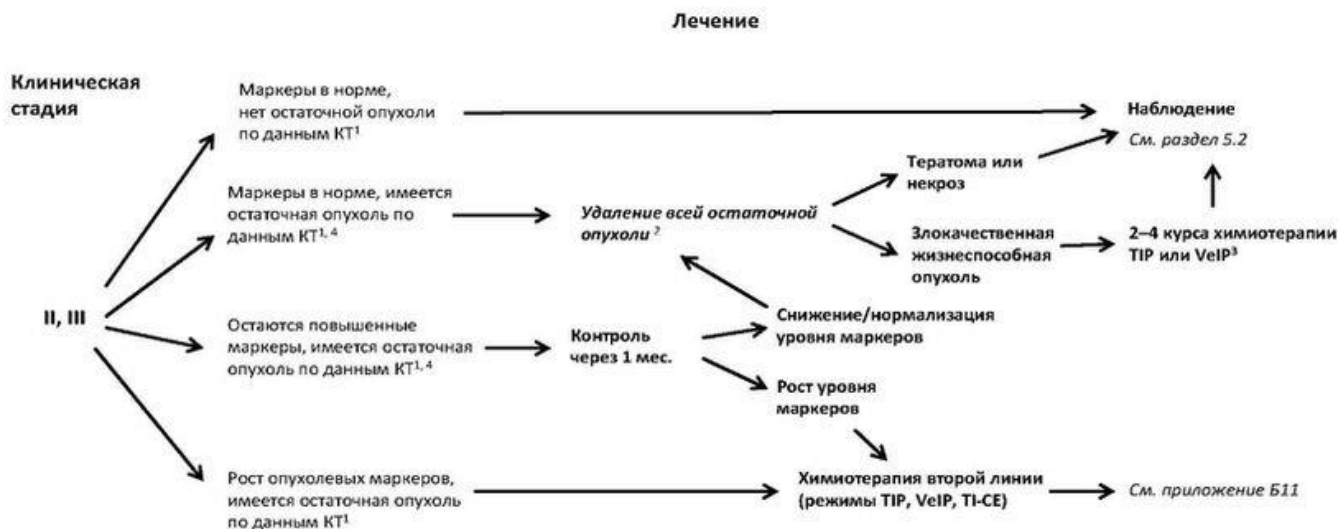 Лечение
Клиническая
стадия
Маркеры в норме,
нет остаточной опухоли
по данным КТ¹
Наблюдение
См. раздел 5.2
Тератома или
некроз
Маркеры в норме, имеется
остаточная опухоль по
данным КТ¹˒ ⁴
Удаление всей остаточной
опухоли ²
Злокачественная
жизнеспособная
опухоль
2–4 курса химиотерапии
TIP или VeIP³
II, III
Остаются повышенные
маркеры, имеется остаточная
опухоль по данным КТ¹˒ ⁴
Контроль
через 1 мес.
Снижение/нормализация
уровня маркеров
Рост уровня
маркеров
Рост опухолевых маркеров,
имеется остаточная опухоль
по данным КТ¹
Химиотерапия второй линии
(режимы TIP, VeIP, TI-CE)
См. приложение Б11